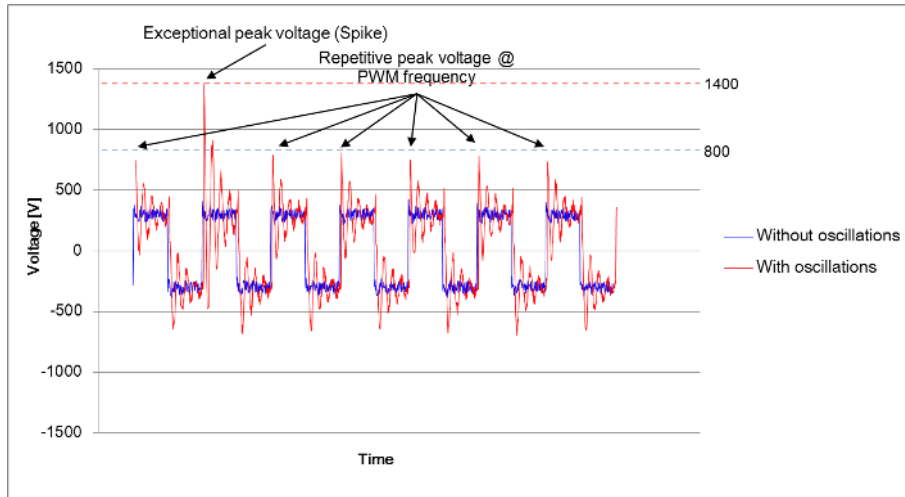 Exceptional peak voltage (Spike)
Repetitive peak voltage @
PWM frequency
1500
1400
1000
800
500
0
-500
-1000
-1500
Voltage[V]
Time
Without oscillations
With oscillations